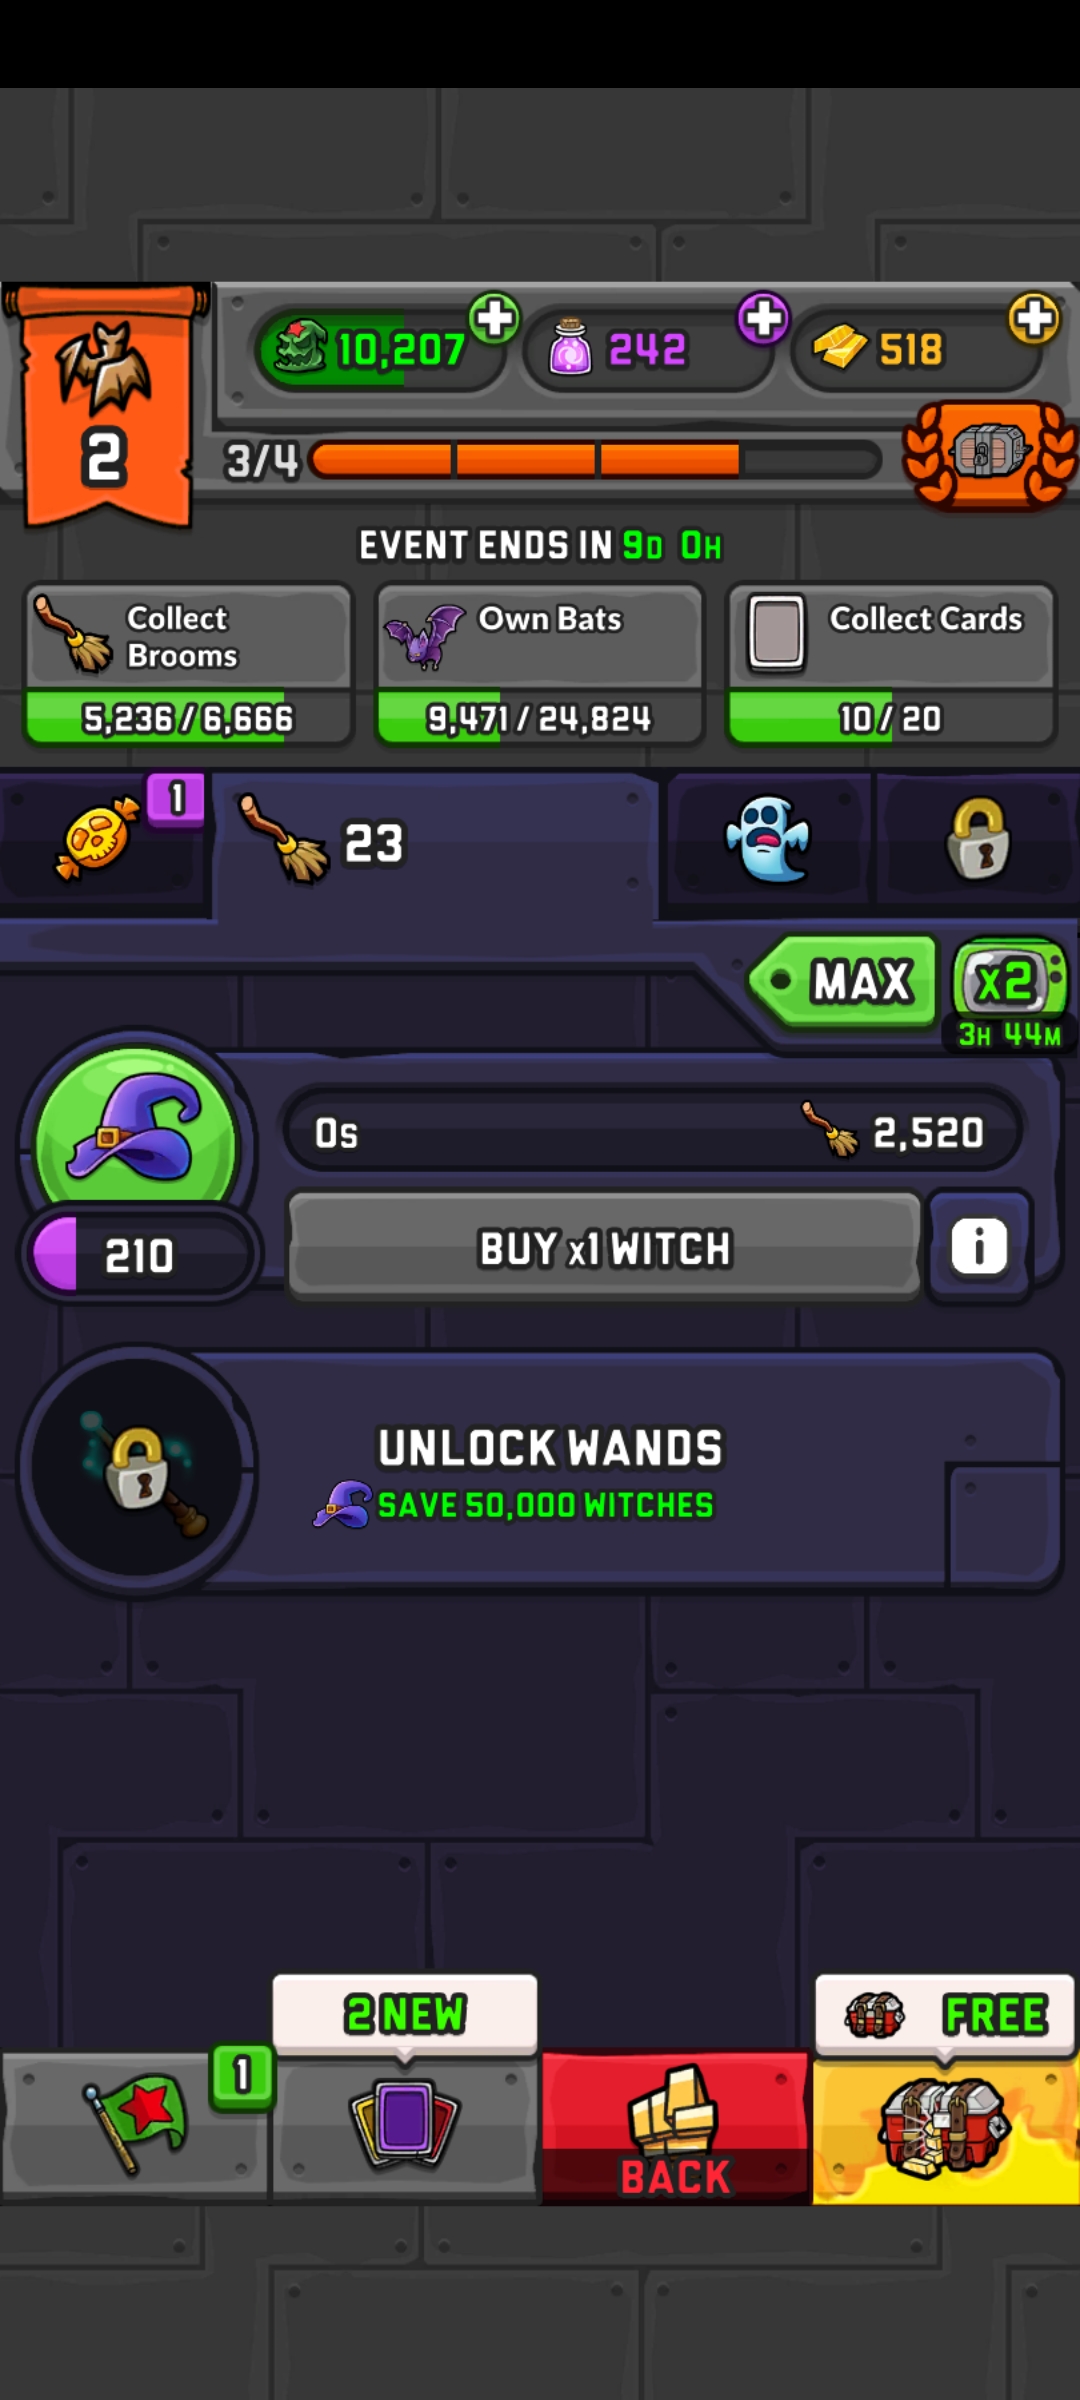 10,207
242
518
2
3/4
EVENT ENDS IN 9D 0H
Collect
Brooms
5,236 / 6,666
Own Bats
9,471 / 24,824
Collect Cards
10 / 20
1
23
MAX
x2
3H 44M
0s
2,520
210
BUY x1 WITCH
i
UNLOCK WANDS
SAVE 50,000 WITCHES
2 NEW
FREE
1
BACK